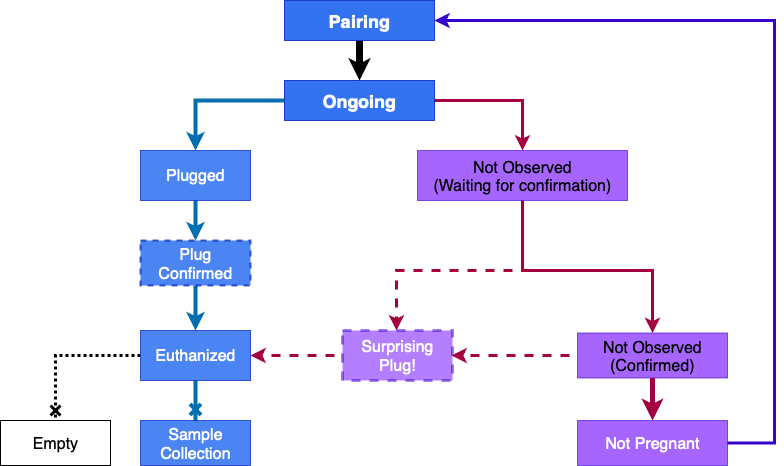 Pairing
Ongoing
Plugged
Not Observed
(Waiting for confirmation)
Plug
Confirmed
Euthanized
Surprising
Plug!
Not Observed
(Confirmed)
Empty
Sample
Collection
Not Pregnant